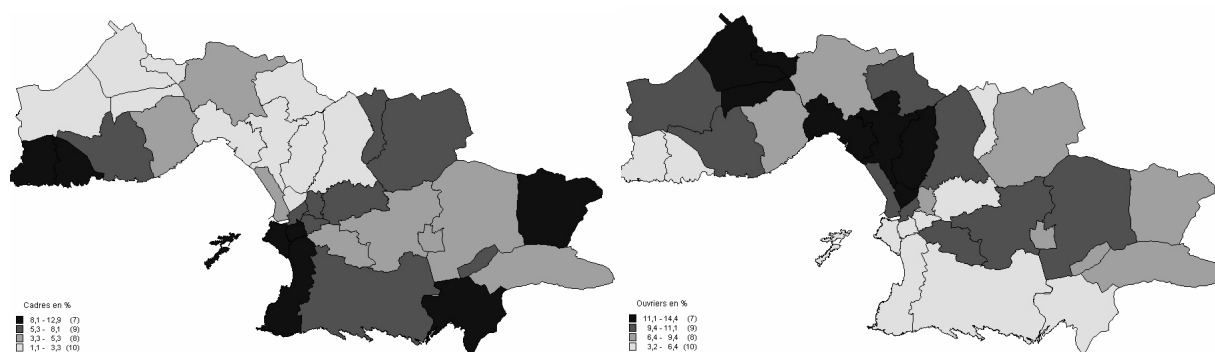 Cadres en %
8,1 - 12,9 (7)
5,3 - 8,1 (9)
3,3 - 5,3 (8)
1,1 - 3,3 (10)
Ouvriers en %
11,1 - 14,4 (7)
9,4 - 11,1 (9)
6,4 - 9,4 (8)
3,2 - 6,4 (10)